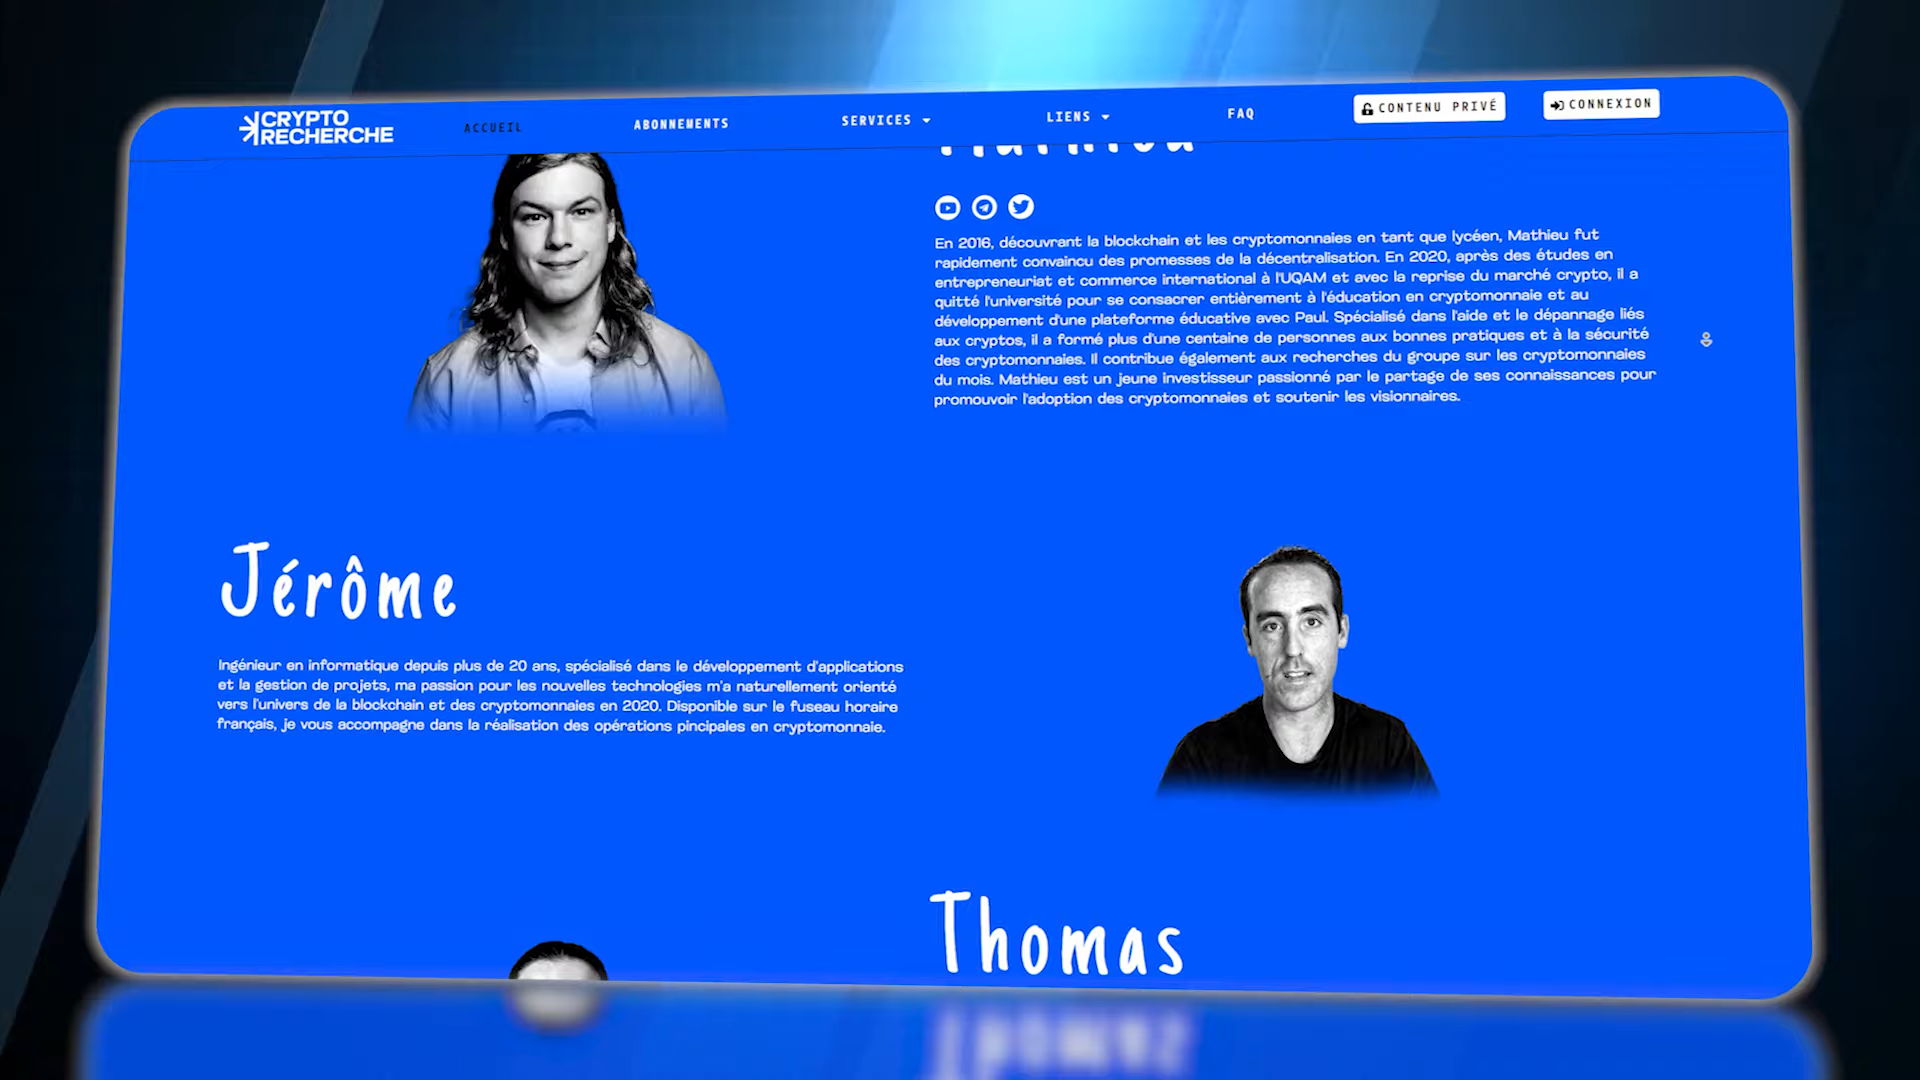 CRYPTO
RECHERCHE
ACCUEIL
ABONNEMENTS
SERVICES
LIENS
FAQ
CONTENU PRIVÉ
CONNEXION
En 2016, découvrant la blockchain et les cryptomonnaies en tant que lycéen, Mathieu fut
rapidement convaincu des promesses de la décentralisation. En 2020, après des études en
entrepreneuriat et commerce international à l'UQAM et avec la reprise du marché crypto, il a
quitté l'université pour se consacrer entièrement à l'éducation en cryptomonnaie et au
développement d'une plateforme éducative avec Paul. Spécialisé dans l'aide et le dépannage liés
aux cryptos, il a formé plus d'une centaine de personnes aux bonnes pratiques et à la sécurité
des cryptomonnaies. Il contribue également aux recherches du groupe sur les cryptomonnaies
du mois. Mathieu est un jeune investisseur passionné par le partage de ses connaissances pour
promouvoir l'adoption des cryptomonnaies et soutenir les visionnaires.
Jérôme
Ingénieur en informatique depuis plus de 20 ans, spécialisé dans le développement d'applications
et la gestion de projets, ma passion pour les nouvelles technologies m'a naturellement orienté
vers l'univers de la blockchain et des cryptomonnaies en 2020. Disponible sur le fuseau horaire
français, je vous accompagne dans la réalisation des opérations pincipales en cryptomonnaie.
Thomas